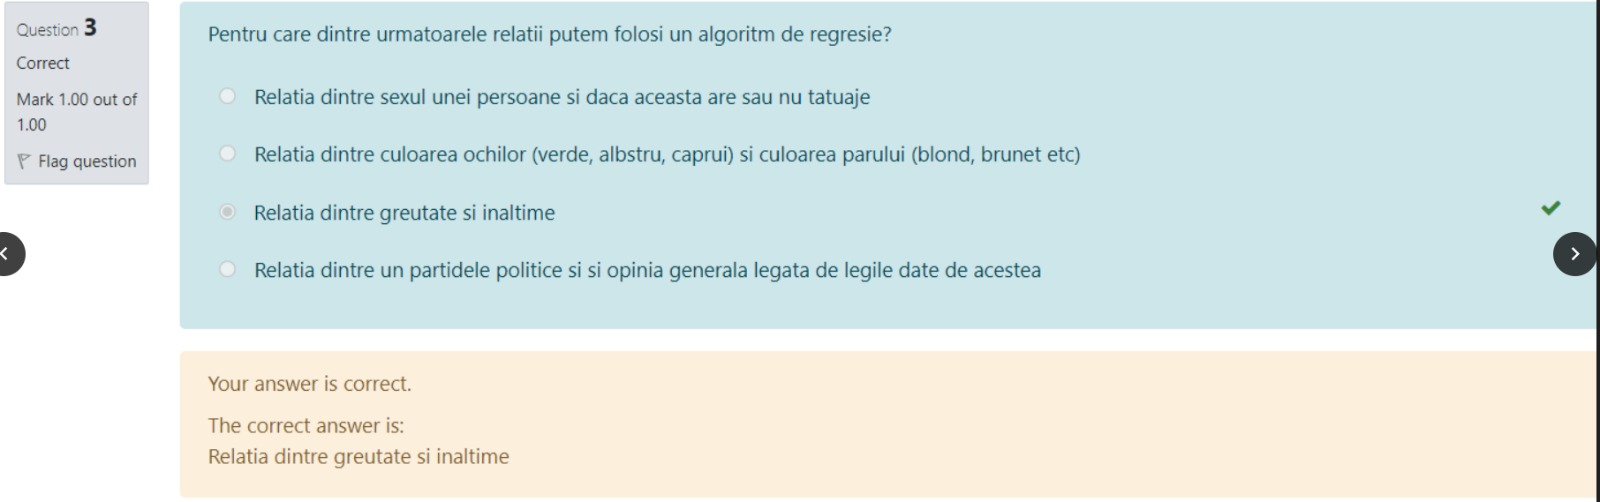 Question 3
Correct
Mark 1.00 out of
1.00
Flag question
Pentru care dintre urmatoarele relatii putem folosi un algoritm de regresie?
Relatia dintre sexul unei persoane si daca aceasta are sau nu tatuaje
Relatia dintre culoarea ochilor (verde, albstru, caprui) si culoarea parului (blond, brunet etc)
Relatia dintre greutate si inaltime
Relatia dintre un partidele politice si si opinia generala legata de legile date de acestea
Your answer is correct.
The correct answer is:
Relatia dintre greutate si inaltime